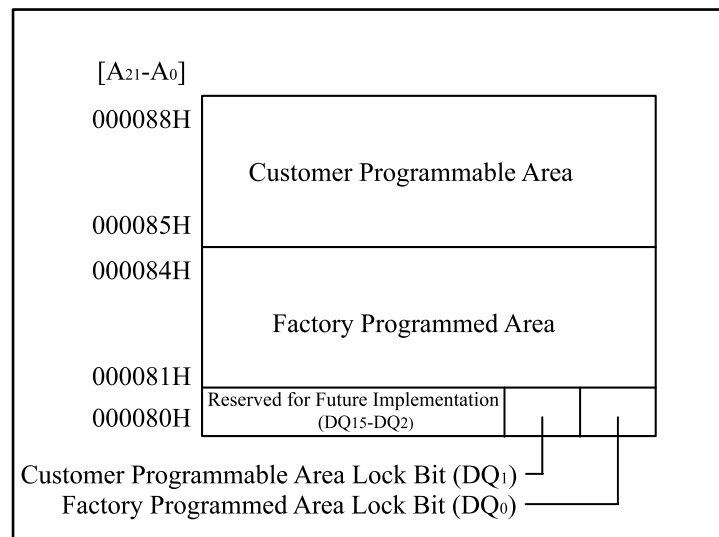 [A21-A0]
000088H
Customer Programmable Area
000085H
000084H
Factory Programmed Area
000081H
000080H
Reserved for Future Implementation
(DQ15-DQ2)
Customer Programmable Area Lock Bit (DQ1)
Factory Programmed Area Lock Bit (DQ0)